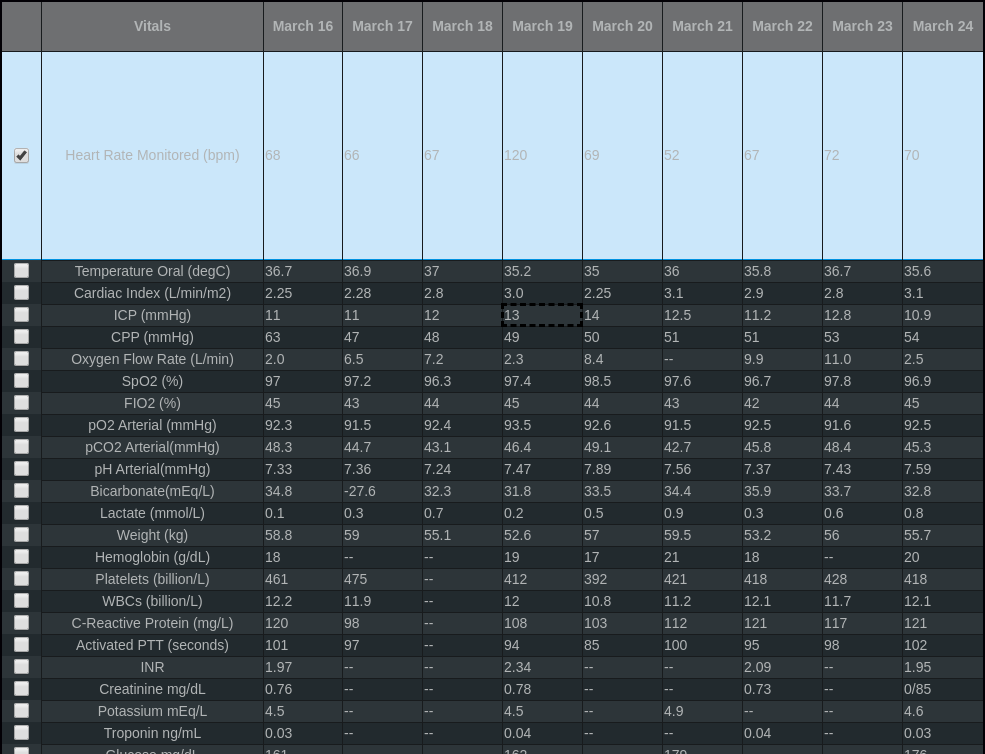 Vitals March 16 March 17 March 18 March 19 March 20 March 21 March 22 March 23 March 24
Heart Rate Monitored (bpm) 68 66 67 120 69 52 67 72 70
Temperature Oral (degC) 36.7 36.9 37 35.2 35 36 35.8 36.7 35.6
Cardiac Index (L/min/m2) 2.25 2.28 2.8 3.0 2.25 3.1 2.9 2.8 3.1
ICP (mmHg) 11 11 12 13 14 12.5 11.2 12.8 10.9
CPP (mmHg) 63 47 48 49 50 51 51 53 54
Oxygen Flow Rate (L/min) 2.0 6.5 7.2 2.3 8.4 -- 9.9 11.0 2.5
SpO2 (%) 97 97.2 96.3 97.4 98.5 97.6 96.7 97.8 96.9
FIO2 (%) 45 43 44 45 44 43 42 44 45
pO2 Arterial (mmHg) 92.3 91.5 92.4 93.5 92.6 91.5 92.5 91.6 92.5
pCO2 Arterial(mmHg) 48.3 44.7 43.1 46.4 49.1 42.7 45.8 48.4 45.3
pH Arterial(mmHg) 7.33 7.36 7.24 7.47 7.89 7.56 7.37 7.43 7.59
Bicarbonate(mEq/L) 34.8 -27.6 32.3 31.8 33.5 34.4 35.9 33.7 32.8
Lactate (mmol/L) 0.1 0.3 0.7 0.2 0.5 0.9 0.3 0.6 0.8
Weight (kg) 58.8 59 55.1 52.6 57 59.5 53.2 56 55.7
Hemoglobin (g/dL) 18 -- -- 19 17 21 18 -- 20
Platelets (billion/L) 461 475 -- 412 392 421 418 428 418
WBCs (billion/L) 12.2 11.9 -- 12 10.8 11.2 12.1 11.7 12.1
C-Reactive Protein (mg/L) 120 98 -- 108 103 112 121 117 121
Activated PTT (seconds) 101 97 -- 94 85 100 95 98 102
INR 1.97 -- -- 2.34 -- -- 2.09 -- 1.95
Creatinine mg/dL 0.76 -- -- 0.78 -- -- 0.73 -- 0/85
Potassium mEq/L 4.5 -- -- 4.5 -- 4.9 -- -- 4.6
Troponin ng/mL 0.03 -- -- 0.04 -- -- 0.04 -- 0.03
Glucose mg/dL 161